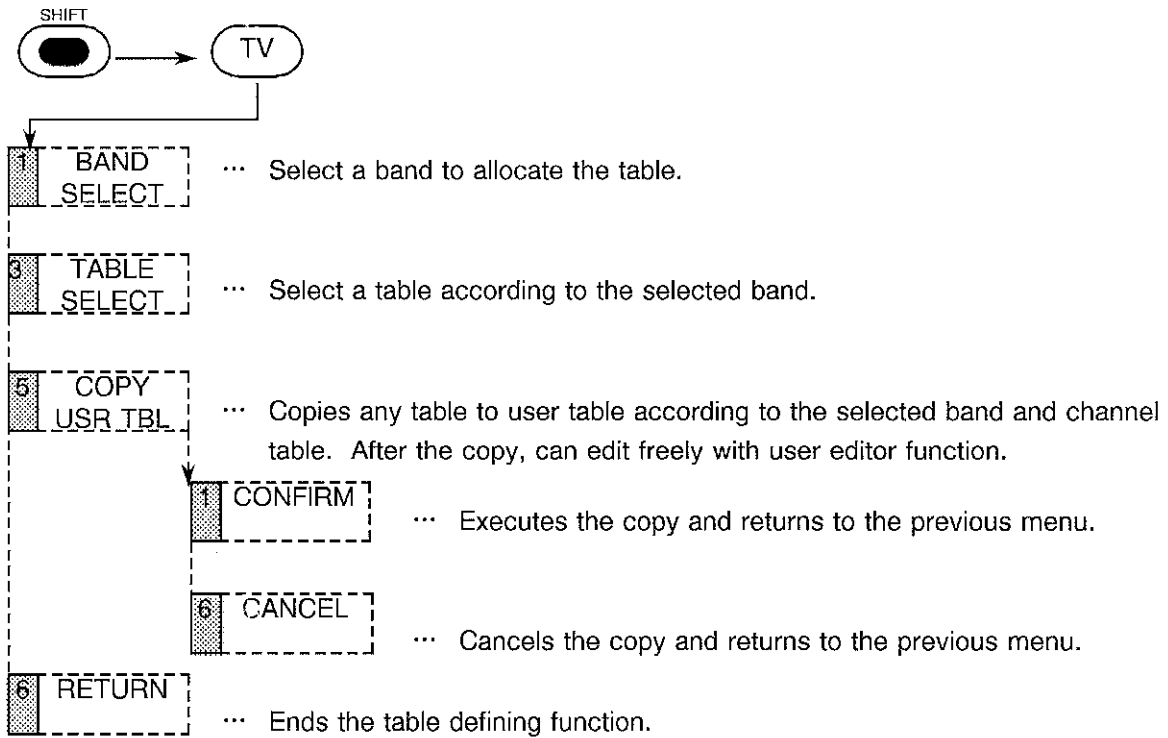 SHIFT
TV
1 BAND
SELECT
··· Select a band to allocate the table.
3 TABLE
SELECT
··· Select a table according to the selected band.
5 COPY
USR TBL
··· Copies any table to user table according to the selected band and channel
table. After the copy, can edit freely with user editor function.
1 CONFIRM
··· Executes the copy and returns to the previous menu.
6 CANCEL
··· Cancels the copy and returns to the previous menu.
6 RETURN
··· Ends the table defining function.